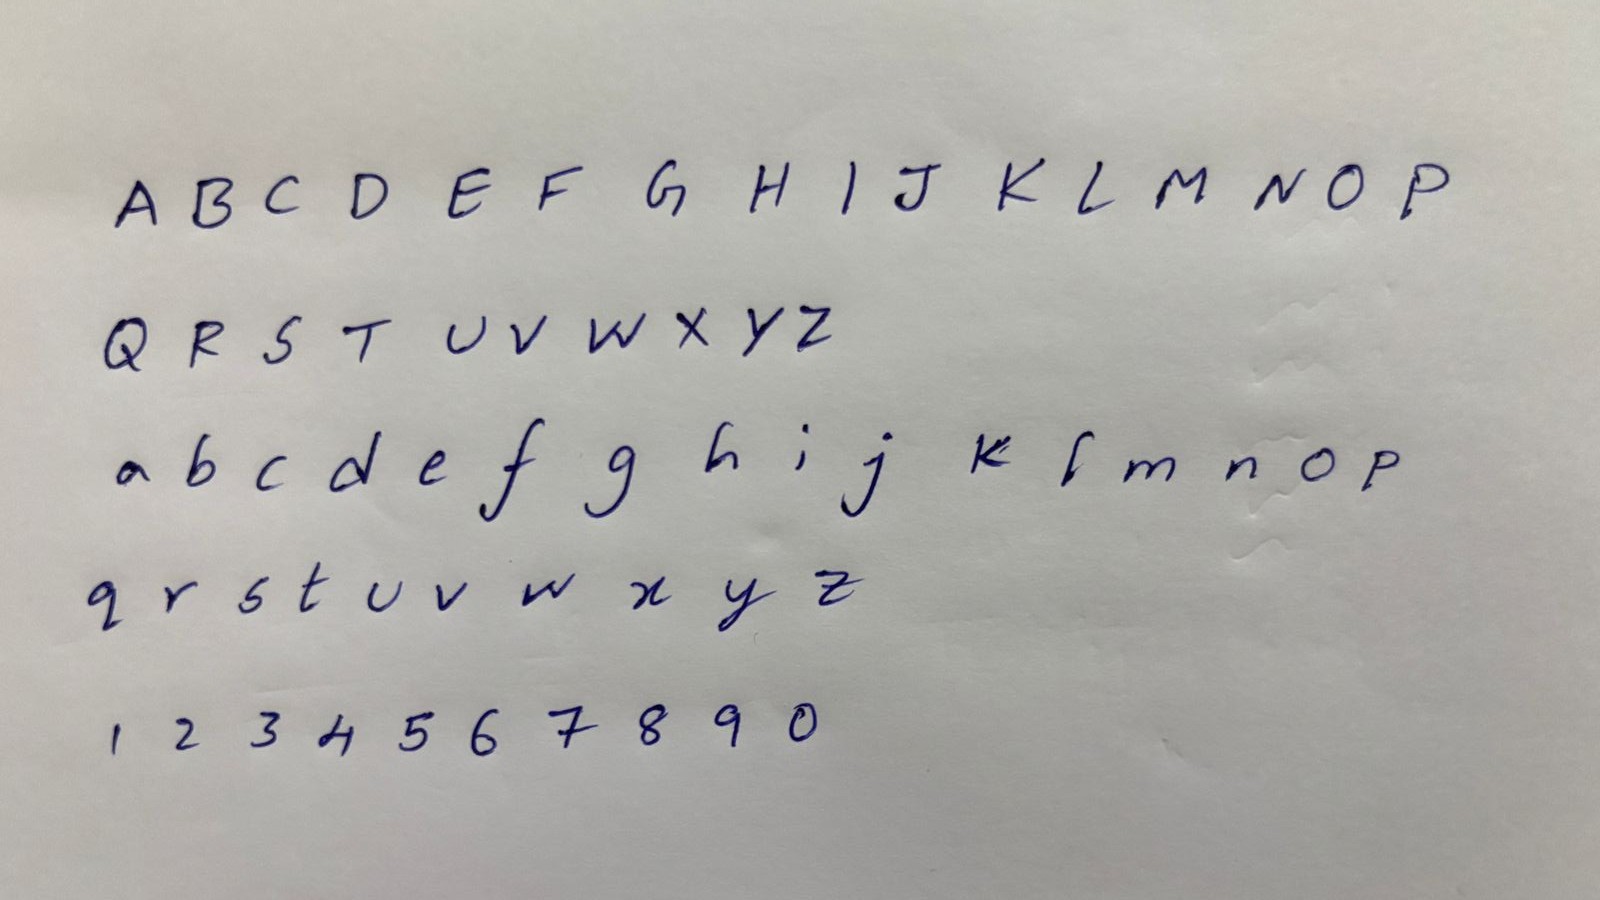 A B C D E F G H I J K L M N O P
Q R S T U V W X Y Z
a b c d e f g h i j k l m n o p
q r s t u v w x y z
1 2 3 4 5 6 7 8 9 0